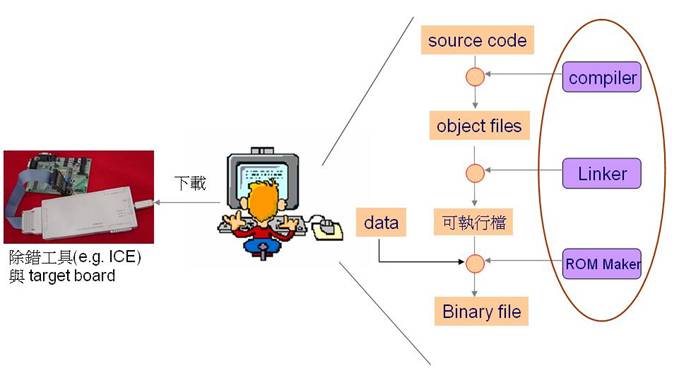 source code
compiler
object files
Linker
下載
data
可執行檔
ROM Maker
除錯工具(e.g. ICE)
與 target board
Binary file